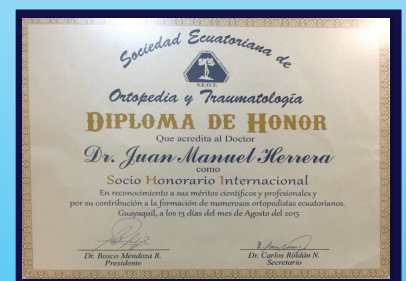 Sociedad Ecuatoriana de
S.E.O.T.
Ortopedia y Traumatología
DIPLOMA DE HONOR
Que acredita al Doctor
Dr. Juan Manuel Herrera
como
Socio Honorario Internacional
En reconocimiento a sus méritos científicos y profesionales y
por su contribución a la formación de numerosos ortopedistas ecuatorianos.
Guayaquil, a los 13 días del mes de Agosto del 2015
Dr. Bosco Mendoza R.
Presidente
Dr. Carlos Róldán N.
Secretario